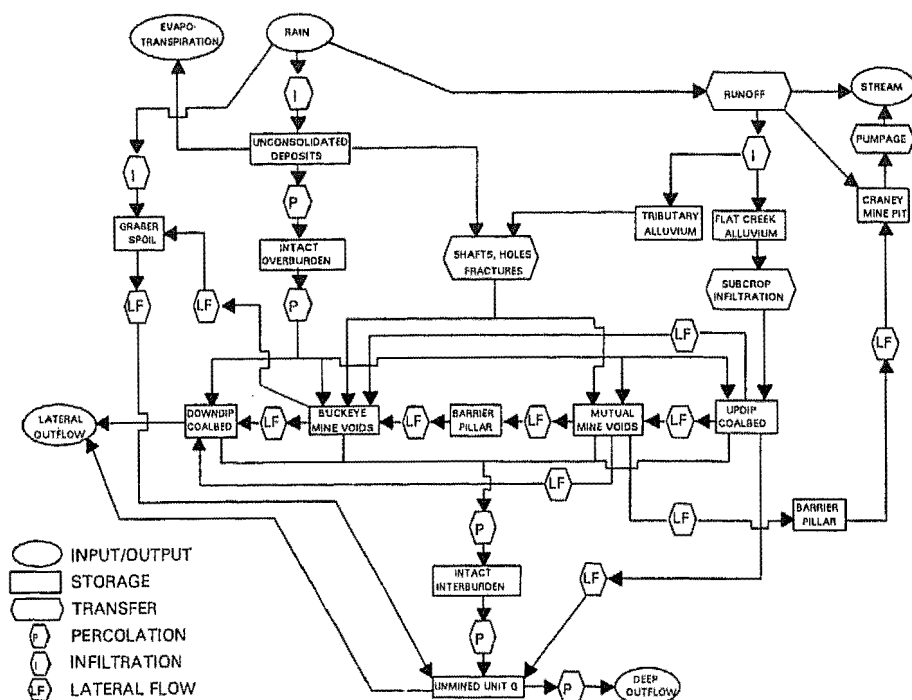 EVAPO-
TRANSPIRATION
RAIN
RUNOFF
STREAM
I
PUMPAGE
UNCONSOLIDATED
DEPOSITS
I
I
P
GRABER
SPOIL
TRIBUTARY
ALLUVIUM
FLAT CREEK
ALLUVIUM
CRANEY
MINE PIT
INTACT
OVERBURDEN
SHAFTS, HOLES
FRACTURES
SUBCROP
INFILTRATION
LF
LF
P
LF
LF
LATERAL
OUTFLOW
DOWNDIP
COALBED
LF
BUCKEYE
MINE VOIDS
LF
BARRIER
PILLAR
LF
MUTUAL
MINE VOIDS
LF
UPDIP
COALBED
LF
LF
BARRIER
PILLAR
P
INTACT
INTERBURDEN
LF
P
UNMINED UNIT G
P
DEEP
OUTFLOW
INPUT/OUTPUT
STORAGE
TRANSFER
P PERCOLATION
I INFILTRATION
LF LATERAL FLOW